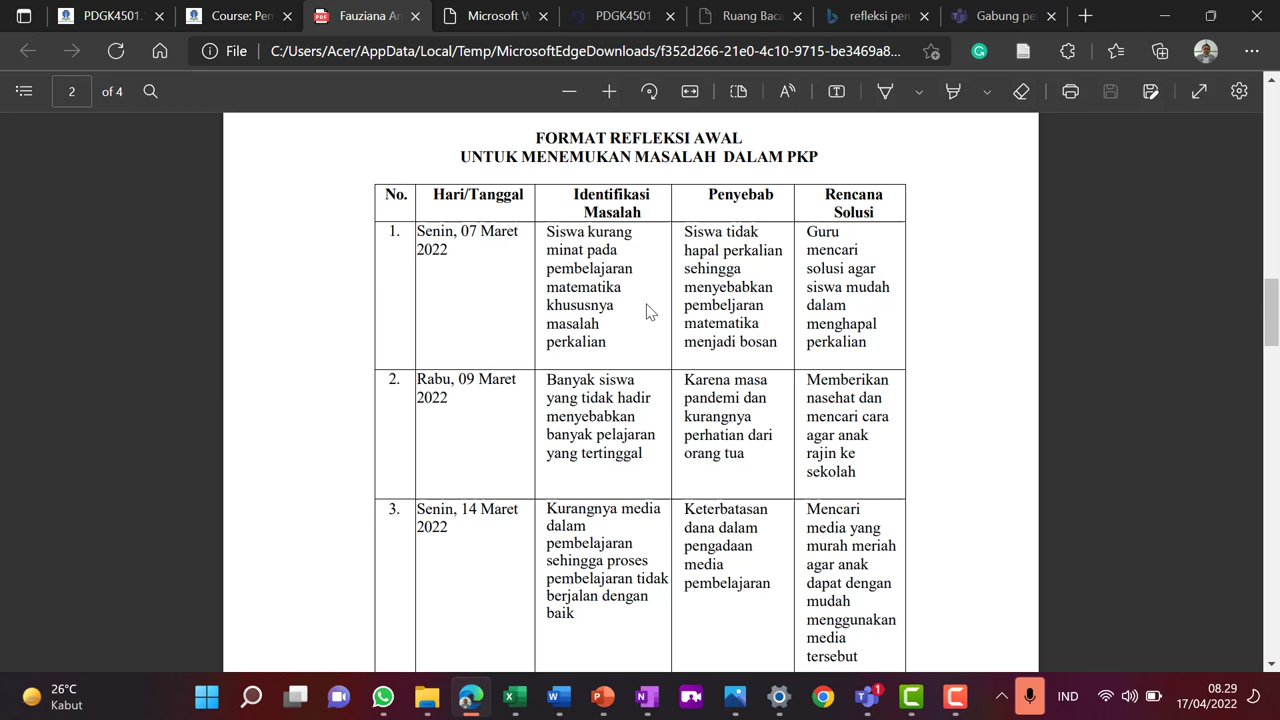 PDGK4501.
Course: Pen
Fauziana An
Microsoft W
PDGK4501
Ruang Baca
refleksi pen
Gabung pe
File
C:/Users/Acer/AppData/Local/Temp/MicrosoftEdgeDownloads/f352d266-21e0-4c10-9715-be3469a8...
2
of 4
FORMAT REFLEKSI AWAL
UNTUK MENEMUKAN MASALAH DALAM PKP
No.
Hari/Tanggal
Identifikasi
Masalah
Penyebab
Rencana
Solusi
1.
Senin, 07 Maret
2022
Siswa kurang
minat pada
pembelajaran
matematika
khususnya
masalah
perkalian
Siswa tidak
hapal perkalian
sehingga
menyebabkan
pembeljaran
matematika
menjadi bosan
Guru
mencari
solusi agar
siswa mudah
dalam
menghapal
perkalian
2.
Rabu, 09 Maret
2022
Banyak siswa
yang tidak hadir
menyebabkan
banyak pelajaran
yang tertinggal
Karena masa
pandemi dan
kurangnya
perhatian dari
orang tua
Memberikan
nasehat dan
mencari cara
agar anak
rajin ke
sekolah
3.
Senin, 14 Maret
2022
Kurangnya media
dalam
pembelajaran
sehingga proses
pembelajaran tidak
berjalan dengan
baik
Keterbatasan
dana dalam
pengadaan
media
pembelajaran
Mencari
media yang
murah meriah
agar anak
dapat dengan
mudah
menggunakan
media
tersebut
26°C
Kabut
1
IND
08.29
17/04/2022